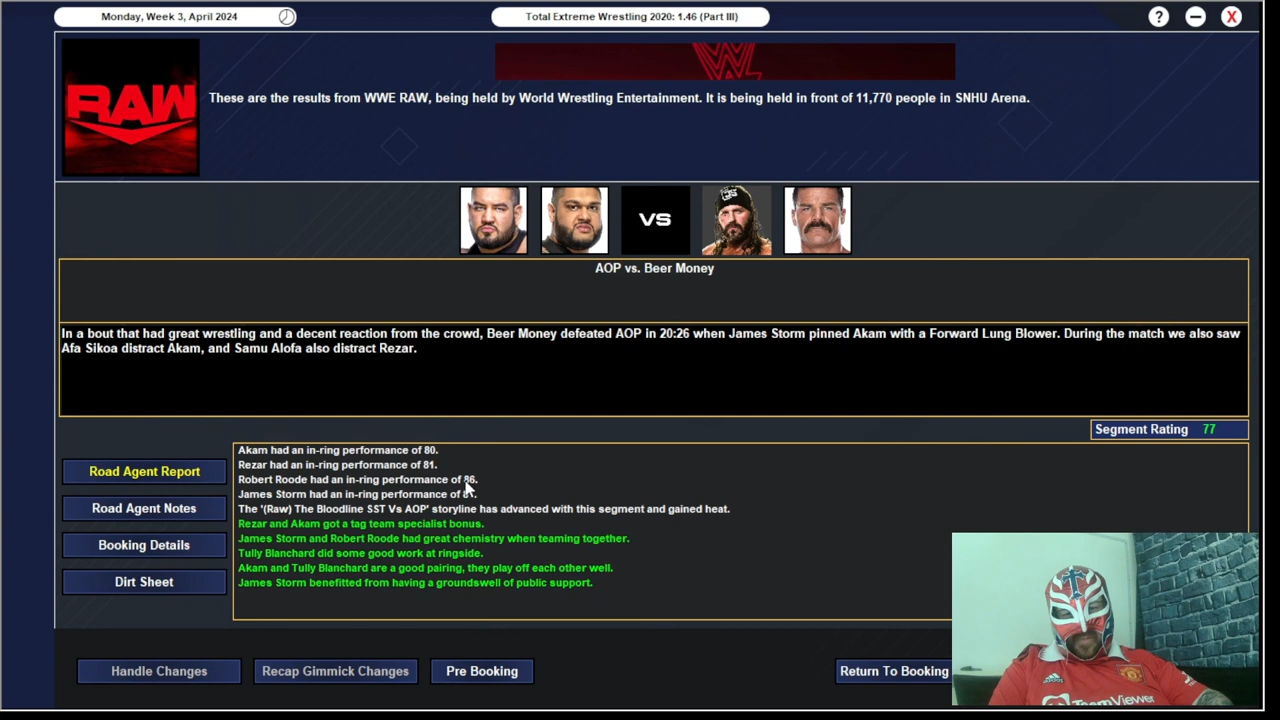 Monday, Week 3, April 2024
Total Extreme Wrestling 2020: 1.46 (Part III)
?
X
RAW
These are the results from WWE RAW, being held by World Wrestling Entertainment. It is being held in front of 11,770 people in SNHU Arena.
VS
AOP vs. Beer Money
In a bout that had great wrestling and a decent reaction from the crowd, Beer Money defeated AOP in 20:26 when James Storm pinned Akam with a Forward Lung Blower. During the match we also saw
Afa Sikoa distract Akam, and Samu Alofa also distract Rezar.
Segment Rating 77
Road Agent Report
Road Agent Notes
Booking Details
Dirt Sheet
Akam had an in-ring performance of 80.
Rezar had an in-ring performance of 81.
Robert Roode had an in-ring performance of 86.
James Storm had an in-ring performance of
The '(Raw) The Bloodline SST Vs AOP' storyline has advanced with this segment and gained heat.
Rezar and Akam got a tag team specialist bonus.
James Storm and Robert Roode had great chemistry when teaming together.
Tully Blanchard did some good work at ringside.
Akam and Tully Blanchard are a good pairing, they play off each other well.
James Storm benefitted from having a groundswell of public support.
Handle Changes
Recap Gimmick Changes
Pre Booking
Return To Booking
TeamViewer